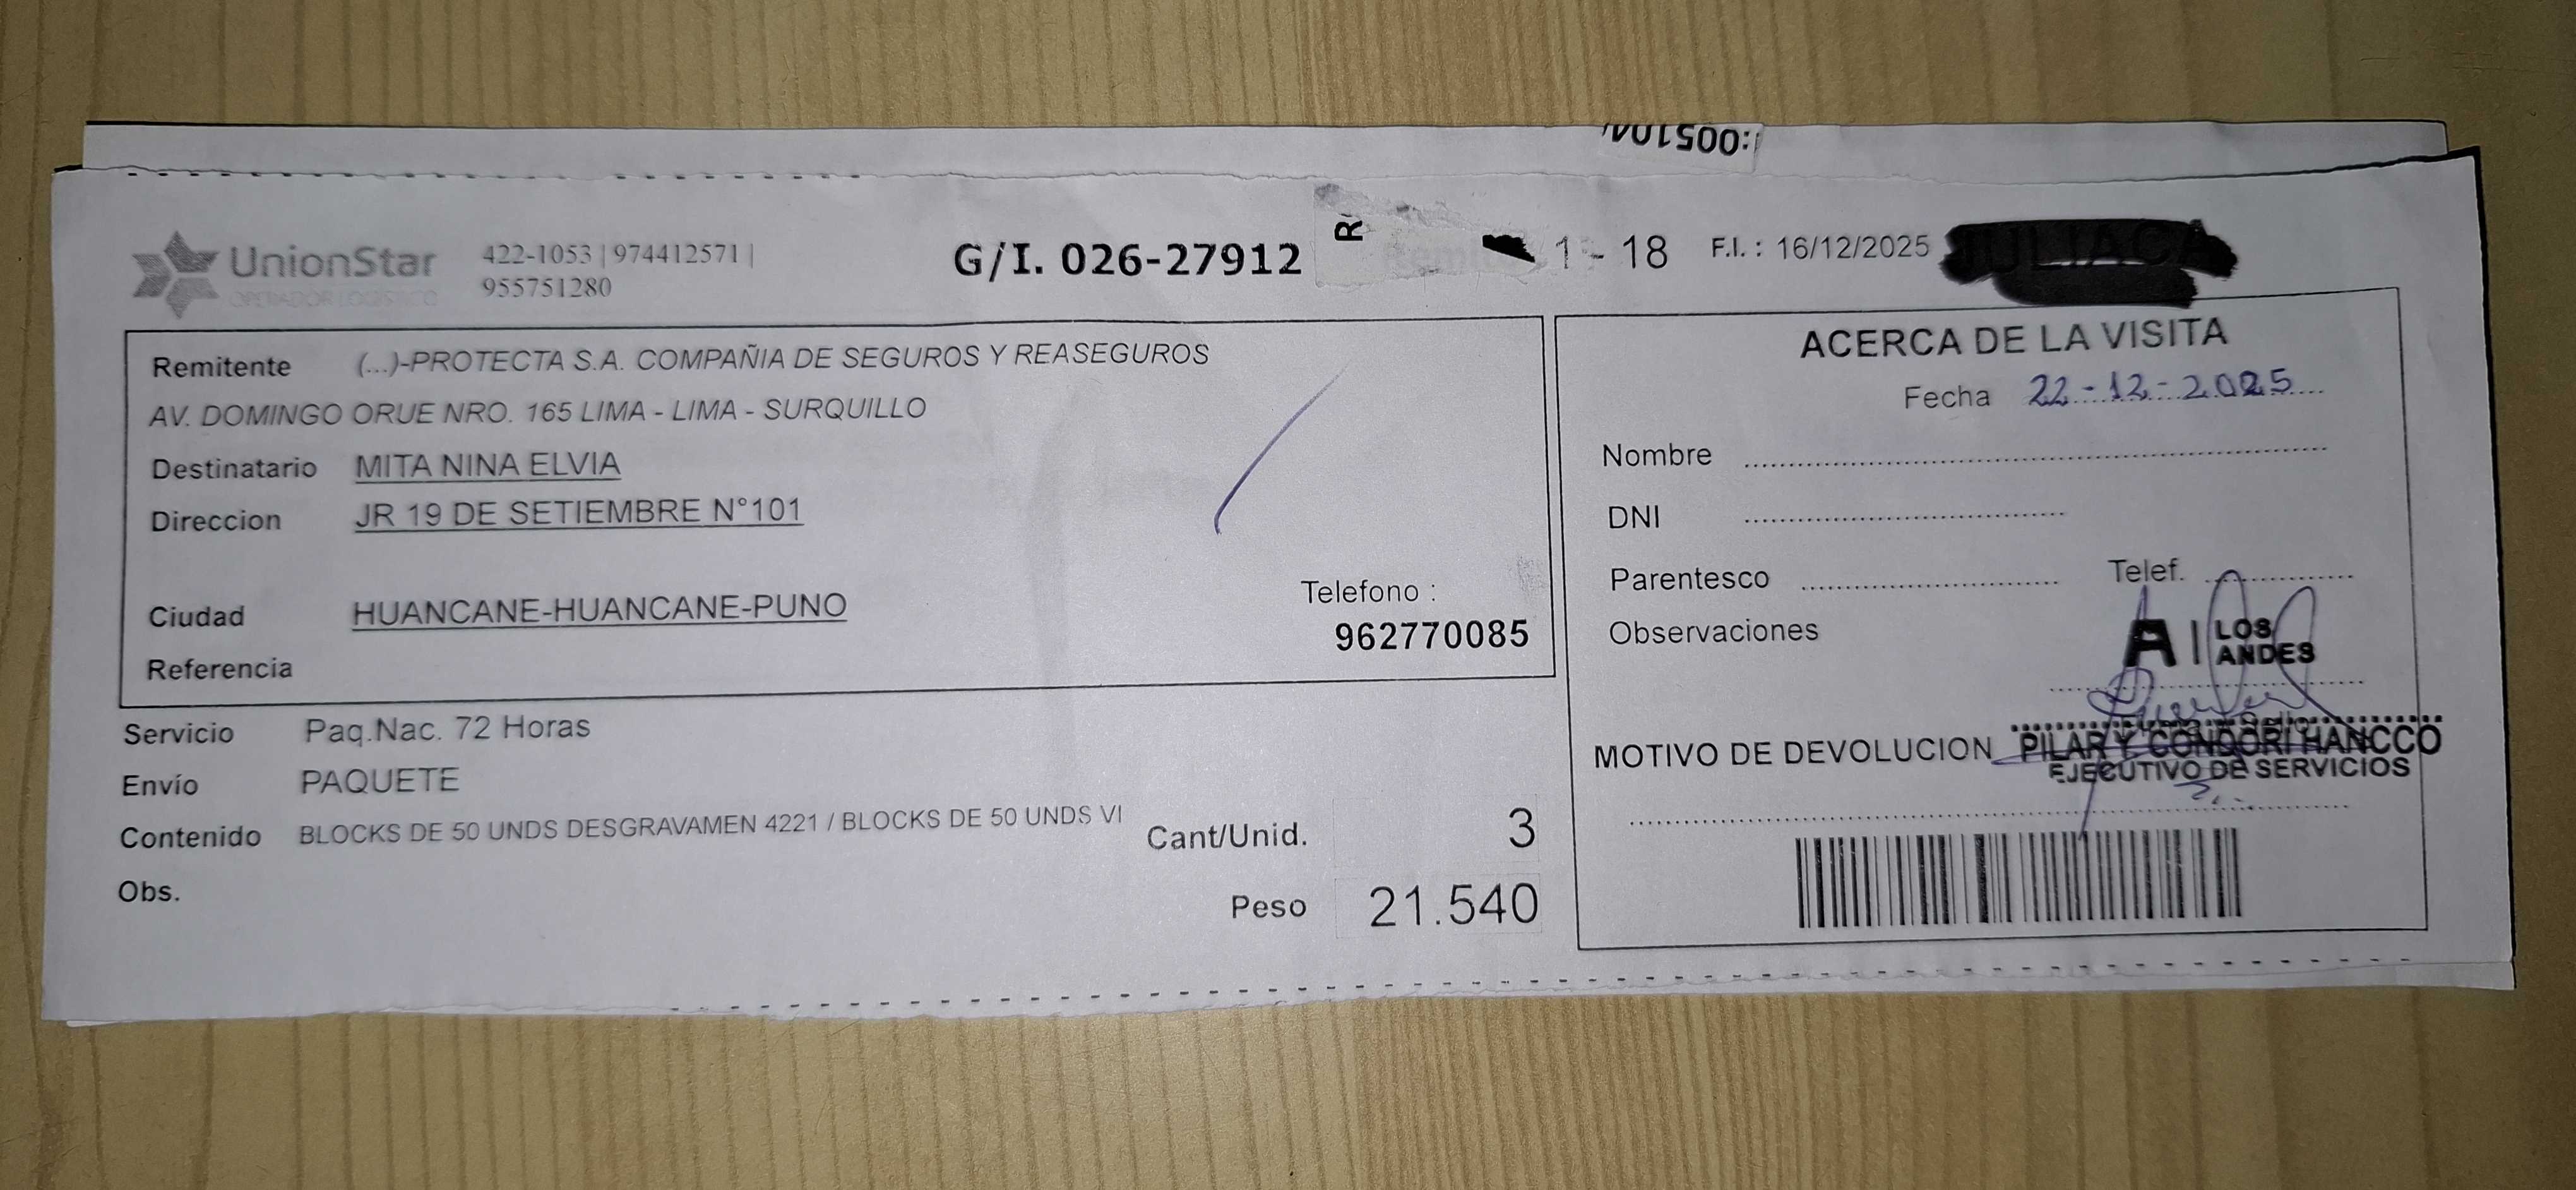 :005104
UnionStar
OPERADOR LOGÍSTICO
422-1053 | 974412571 |
955751280
G/I. 026-27912
R
1 - 18
F.I. : 16/12/2025
JULIACA
Remitente (...)-PROTECTA S.A. COMPAÑIA DE SEGUROS Y REASEGUROS
AV. DOMINGO ORUE NRO. 165 LIMA - LIMA - SURQUILLO
Destinatario MITA NINA ELVIA
Direccion JR 19 DE SETIEMBRE N°101
Ciudad HUANCANE-HUANCANE-PUNO
Telefono :
962770085
Referencia
Servicio Paq.Nac. 72 Horas
Envío PAQUETE
Contenido BLOCKS DE 50 UNDS DESGRAVAMEN 4221 / BLOCKS DE 50 UNDS VI
Cant/Unid. 3
Obs.
Peso 21.540
ACERCA DE LA VISITA
Fecha 22-12-2025
Nombre
DNI
Parentesco Telef.
Observaciones
A | LOS ANDES
MOTIVO DE DEVOLUCION PILAR Y CONDORI HANCCO
EJECUTIVO DE SERVICIOS